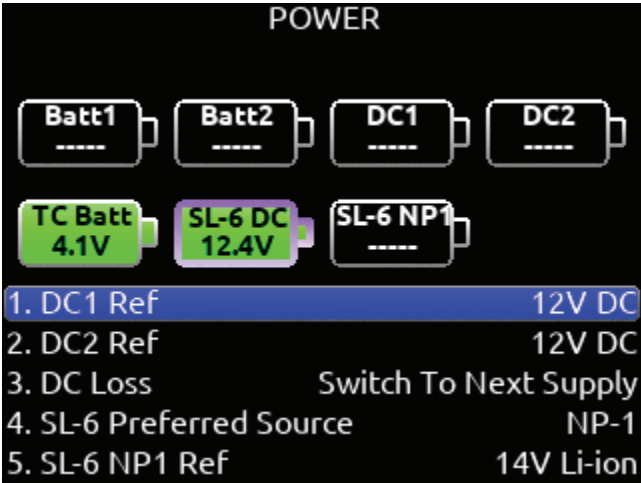 POWER
Batt1 Batt2 DC1 DC2
----- ----- ----- -----
TC Batt SL-6 DC SL-6 NP1
4.1V 12.4V -----
1. DC1 Ref 12V DC
2. DC2 Ref 12V DC
3. DC Loss Switch To Next Supply
4. SL-6 Preferred Source NP-1
5. SL-6 NP1 Ref 14V Li-ion